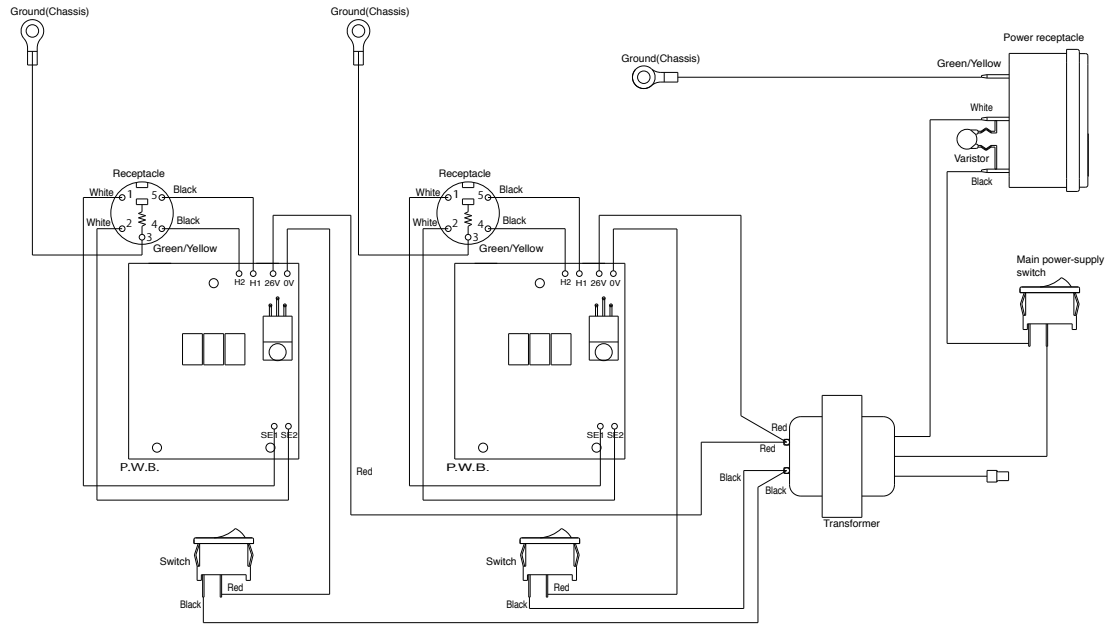 Ground(Chassis)
Ground(Chassis)
Power receptacle
Ground(Chassis)
Green/Yellow
White
Varistor
Black
Receptacle
White
1
5
Black
White
2
4
Black
3
Green/Yellow
H2 H1 26V 0V
SE1 SE2
P.W.B.
Receptacle
White
1
5
Black
White
2
4
Black
3
Green/Yellow
H2 H1 26V 0V
SE1 SE2
P.W.B.
Main power-supply
switch
Red
Red
Red
Black
Black
Transformer
Switch
Red
Black
Switch
Red
Black